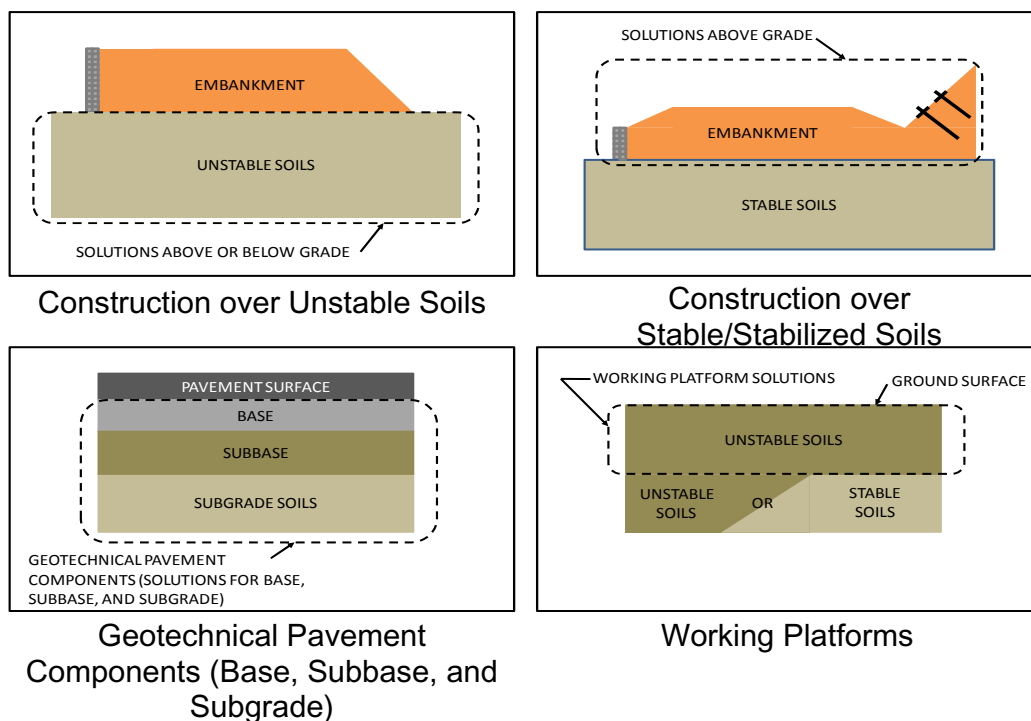 EMBANKMENT
UNSTABLE SOILS
SOLUTIONS ABOVE OR BELOW GRADE
Construction over Unstable Soils
SOLUTIONS ABOVE GRADE
EMBANKMENT
STABLE SOILS
Construction over
Stable/Stabilized Soils
PAVEMENT SURFACE
BASE
SUBBASE
SUBGRADE SOILS
GEOTECHNICAL PAVEMENT
COMPONENTS (SOLUTIONS FOR BASE,
SUBBASE, AND SUBGRADE)
Geotechnical Pavement
Components (Base, Subbase, and
Subgrade)
WORKING PLATFORM SOLUTIONS
GROUND SURFACE
UNSTABLE SOILS
UNSTABLE
SOILS
OR
STABLE
SOILS
Working Platforms